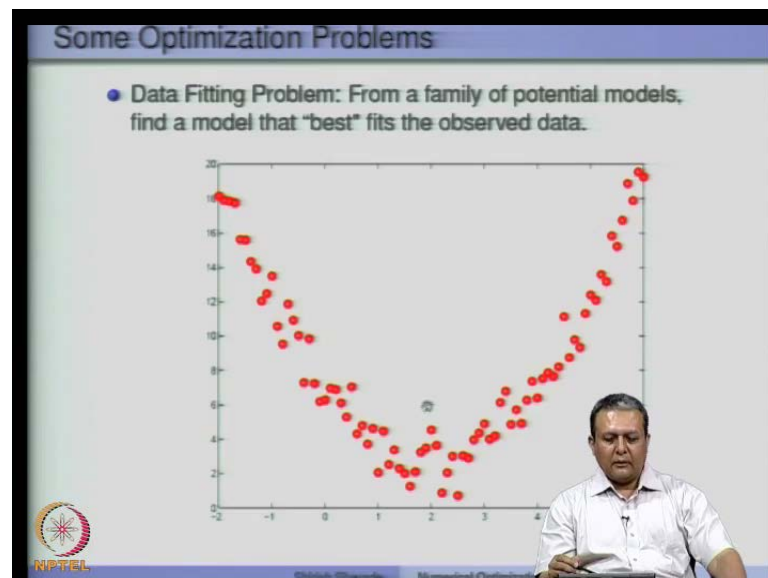 Some Optimization Problems
Data Fitting Problem: From a family of potential models,
find a model that “best” fits the observed data.
20
18
16
14
12
10
8
6
4
2
0
-2 -1 0 1 2 3 4
NPTEL
Numerical Optimization